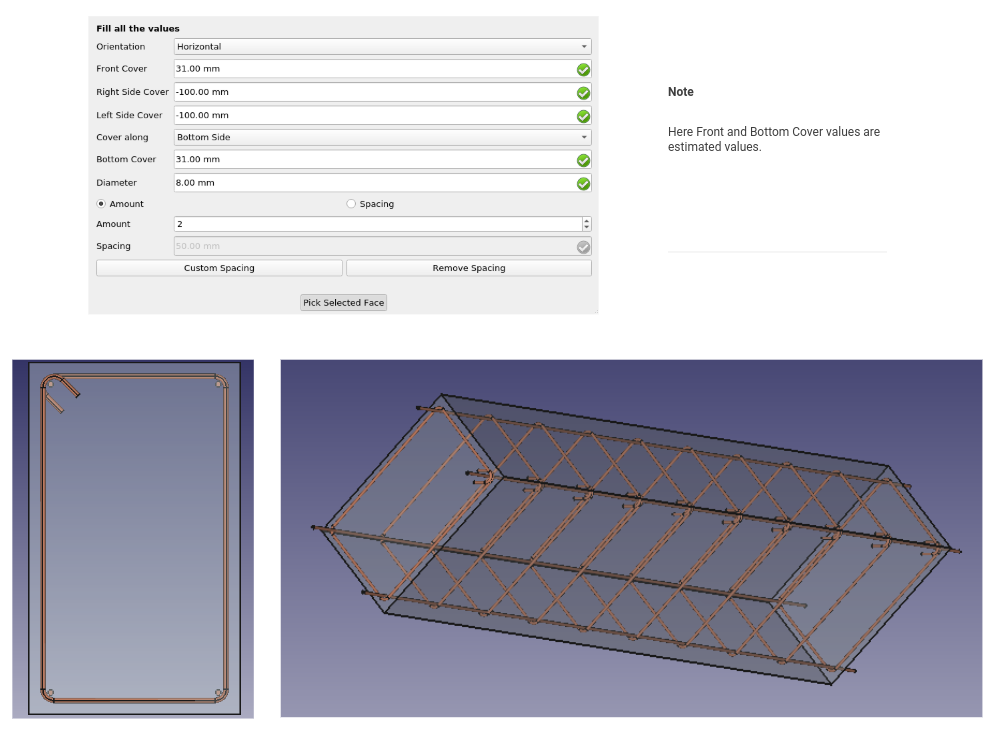 Fill all the values
Orientation Horizontal
Front Cover 31.00 mm
Right Side Cover -100.00 mm
Left Side Cover -100.00 mm
Cover along Bottom Side
Bottom Cover 31.00 mm
Diameter 8.00 mm
Amount Spacing
Amount 2
Spacing 50.00 mm
Custom Spacing Remove Spacing
Pick Selected Face
Note
Here Front and Bottom Cover values are
estimated values.